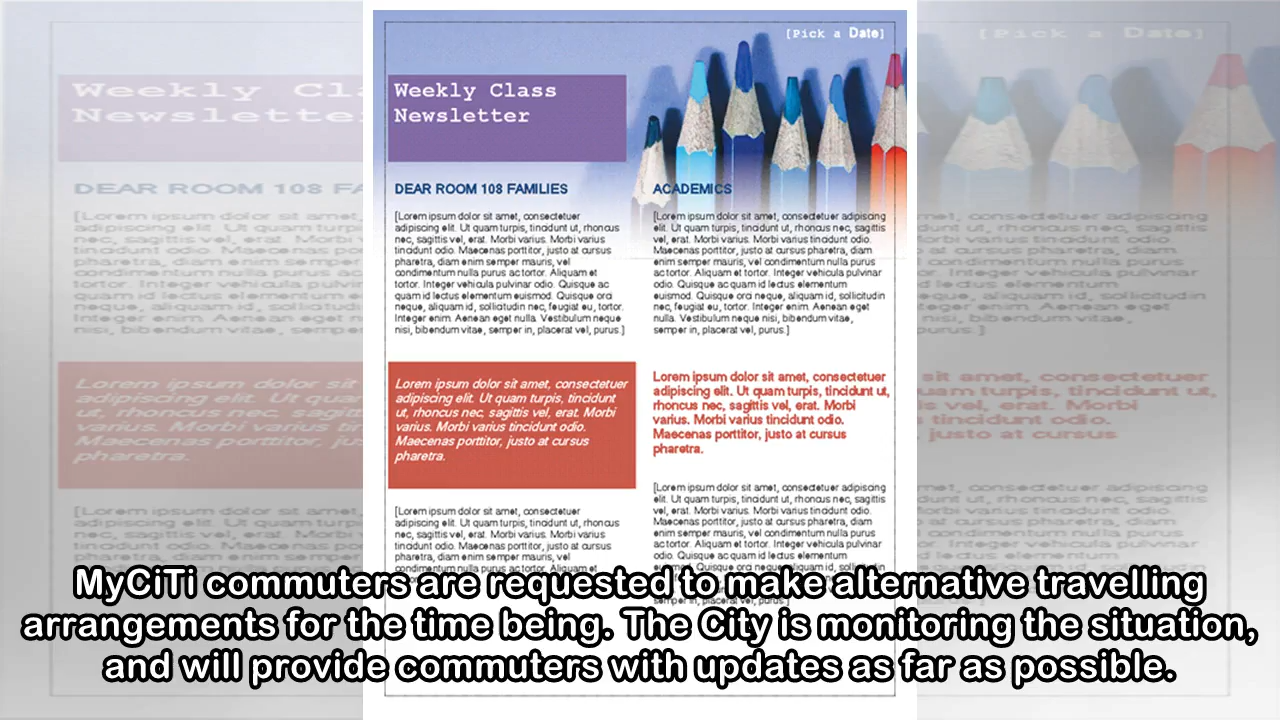 [Pick a Date]
Weekly Class
Newsletter
DEAR ROOM 108 FAMILIES
[Lorem ipsum dolor sit amet, consectetuer
adipiscing elit. Ut quam turpis, tincidunt ut, rhoncus
nec, sagittis vel, erat. Morbi varius. Morbi varius
tincidunt odio. Maecenas porttitor, justo at cursus
pharetra, diam enim semper mauris, vel
condimentum nulla purus ac tortor. Aliquam et
tortor. Integer vehicula pulvinar odio. Quisque ac
quam id lectus elementum euismod. Quisque orci
neque, aliquam id, sollicitudin nec, feugiat eu, tortor.
Integer enim. Aenean eget nulla. Vestibulum neque
nisi, bibendum vitae, semper in, placerat vel, purus.]
Lorem ipsum dolor sit amet, consectetuer
adipiscing elit. Ut quam turpis, tincidunt
ut, rhoncus nec, sagittis vel, erat. Morbi
varius. Morbi varius tincidunt odio.
Maecenas porttitor, justo at cursus
pharetra.
[Lorem ipsum dolor sit amet, consectetuer
adipiscing elit. Ut quam turpis, tincidunt ut, rhoncus
nec, sagittis vel, erat. Morbi varius. Morbi varius
tincidunt odio. Maecenas porttitor, justo at cursus
pharetra, diam enim semper mauris, vel
ACADEMICS
[Lorem ipsum dolor sit amet, consectetuer adipiscing
elit. Ut quam turpis, tincidunt ut, rhoncus nec, sagittis
vel, erat. Morbi varius. Morbi varius tincidunt odio.
Maecenas porttitor, justo at cursus pharetra, diam
enim semper mauris, vel condimentum nulla purus
ac tortor. Aliquam et tortor. Integer vehicula pulvinar
odio. Quisque ac quam id lectus elementum
euismod. Quisque orci neque, aliquam id, sollicitudin
nec, feugiat eu, tortor. Integer enim. Aenean eget
nulla. Vestibulum neque nisi, bibendum vitae,
semper in, placerat vel, purus.]
Lorem ipsum dolor sit amet, consectetuer
adipiscing elit. Ut quam turpis, tincidunt ut,
rhoncus nec, sagittis vel, erat. Morbi
varius. Morbi varius tincidunt odio.
Maecenas porttitor, justo at cursus
pharetra.
[Lorem ipsum dolor sit amet, consectetuer adipiscing
elit. Ut quam turpis, tincidunt ut, rhoncus nec, sagittis
vel, erat. Morbi varius. Morbi varius tincidunt odio.
Maecenas porttitor, justo at cursus pharetra, diam
enim semper mauris, vel condimentum nulla purus
ac tortor. Aliquam et tortor. Integer vehicula pulvinar
odio. Quisque ac quam id lectus elementum
MyCiTi commuters are requested to make alternative travelling
arrangements for the time being. The City is monitoring the situation,
and will provide commuters with updates as far as possible.